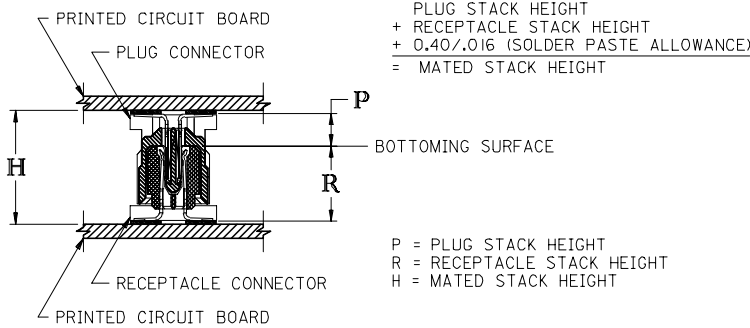 PRINTED CIRCUIT BOARD
PLUG CONNECTOR
PLUG STACK HEIGHT
+ RECEPTACLE STACK HEIGHT
+ 0.40/.016 (SOLDER PASTE ALLOWANCE)
= MATED STACK HEIGHT
P
BOTTOMING SURFACE
H
R
P = PLUG STACK HEIGHT
R = RECEPTACLE STACK HEIGHT
H = MATED STACK HEIGHT
RECEPTACLE CONNECTOR
PRINTED CIRCUIT BOARD